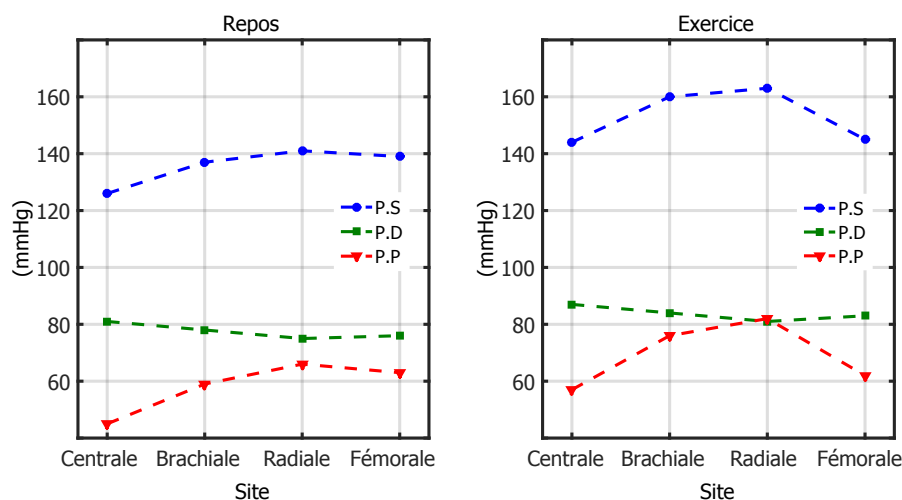 Repos
160
140
120
100
80
60
(mmHg)
P.S
P.D
P.P
Centrale Brachiale Radiale Fémorale
Site
Exercice
160
140
120
100
80
60
(mmHg)
P.S
P.D
P.P
Centrale Brachiale Radiale Fémorale
Site